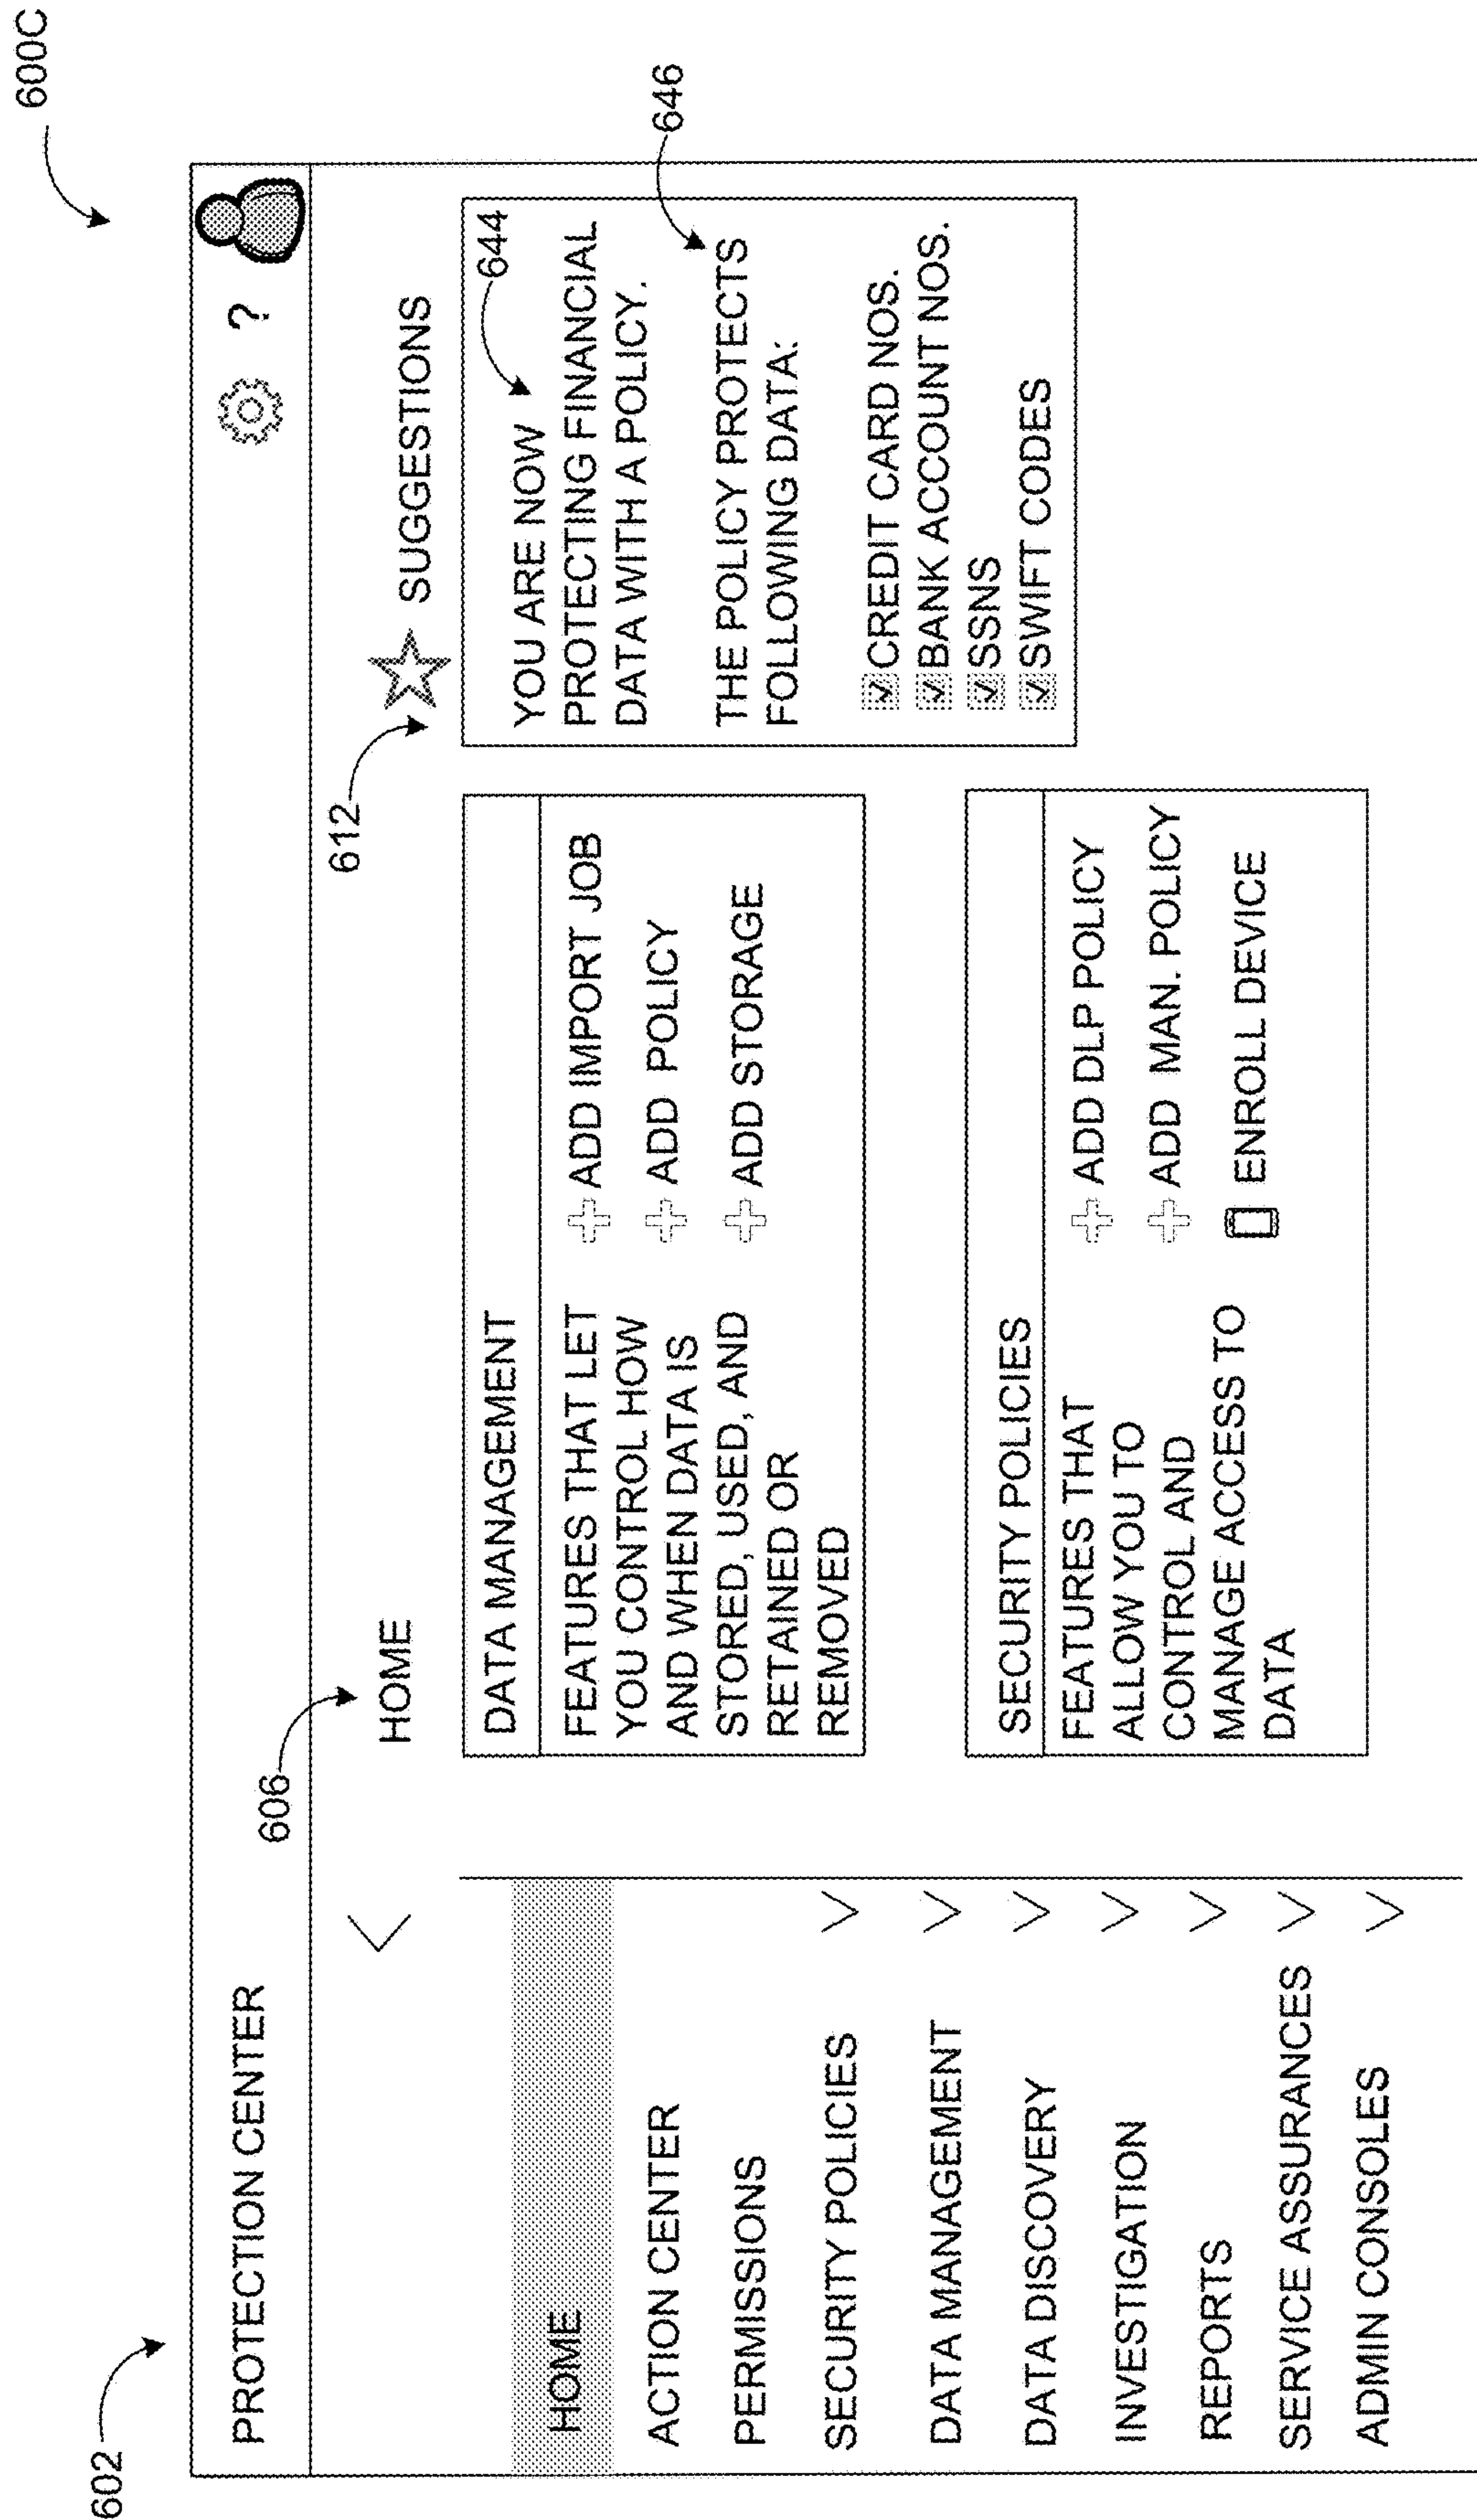 600C
602
PROTECTION CENTER
?
606
HOME
612
SUGGESTIONS
HOME
ACTION CENTER
PERMISSIONS
SECURITY POLICIES
DATA MANAGEMENT
DATA DISCOVERY
INVESTIGATION
REPORTS
SERVICE ASSURANCES
ADMIN CONSOLES
DATA MANAGEMENT
FEATURES THAT LET
YOU CONTROL HOW
AND WHEN DATA IS
STORED, USED, AND
RETAINED OR
REMOVED
ADD IMPORT JOB
ADD POLICY
ADD STORAGE
SECURITY POLICIES
FEATURES THAT
ALLOW YOU TO
CONTROL AND
MANAGE ACCESS TO
DATA
ADD DLP POLICY
ADD MAN. POLICY
ENROLL DEVICE
644
YOU ARE NOW
PROTECTING FINANCIAL
DATA WITH A POLICY.
646
THE POLICY PROTECTS
FOLLOWING DATA:
CREDIT CARD NOS.
BANK ACCOUNT NOS.
SSNS
SWIFT CODES